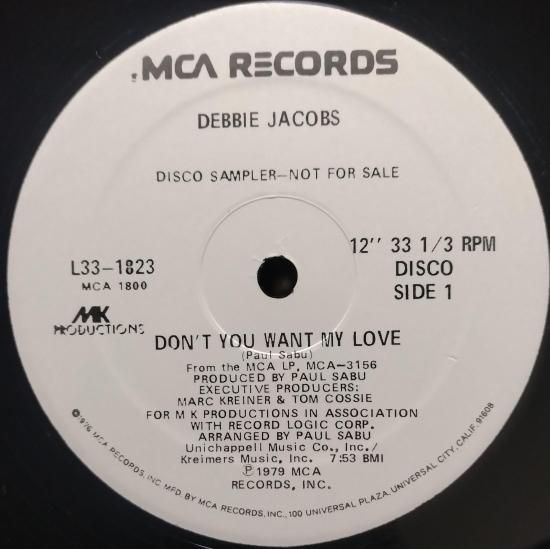 MCA RECORDS
DEBBIE JACOBS
DISCO SAMPLER—NOT FOR SALE
12'' 33 1/3 RPM
L33-1823
DISCO
MCA 1800
SIDE 1
MK
PRODUCTIONS
DON'T YOU WANT MY LOVE
(Paul Sabu)
From the MCA LP, MCA-3156
PRODUCED BY PAUL SABU
EXECUTIVE PRODUCERS:
MARC KREINER & TOM COSSIE
FOR M K PRODUCTIONS IN ASSOCIATION
WITH RECORD LOGIC CORP.
ARRANGED BY PAUL SABU
Unichappell Music Co., Inc./
Kreimers Music, Inc. 7:53 BMI
Ⓟ1979 MCA
RECORDS, INC.
©1976 MCA RECORDS, INC. MFD. BY MCA RECORDS, INC., 100 UNIVERSAL PLAZA, UNIVERSAL CITY, CALIF. 91608